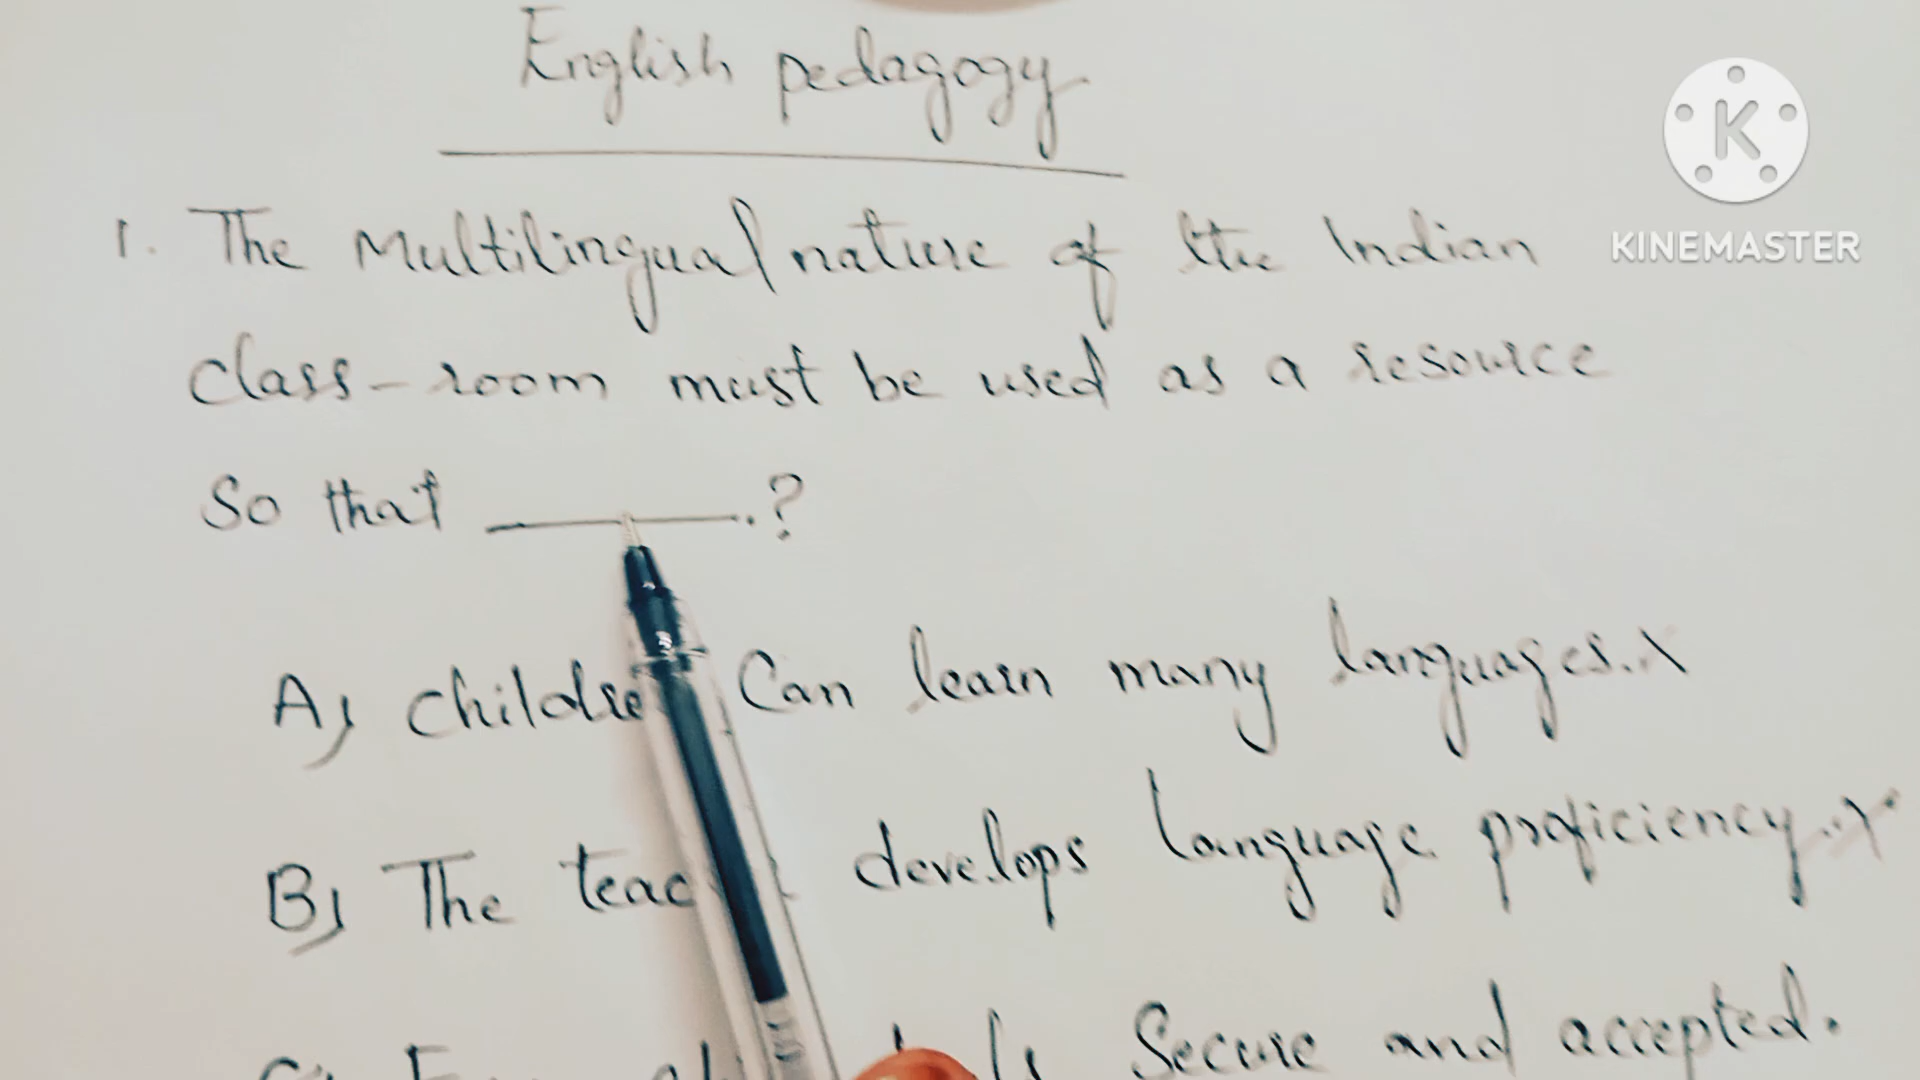 English pedagogy
KINEMASTER
1. The Multilingual nature of the Indian
class-room must be used as a resource
So that ______.?
A) childre Can learn many languages. X
B) The teac develops language proficiency. X
Secure and accepted.